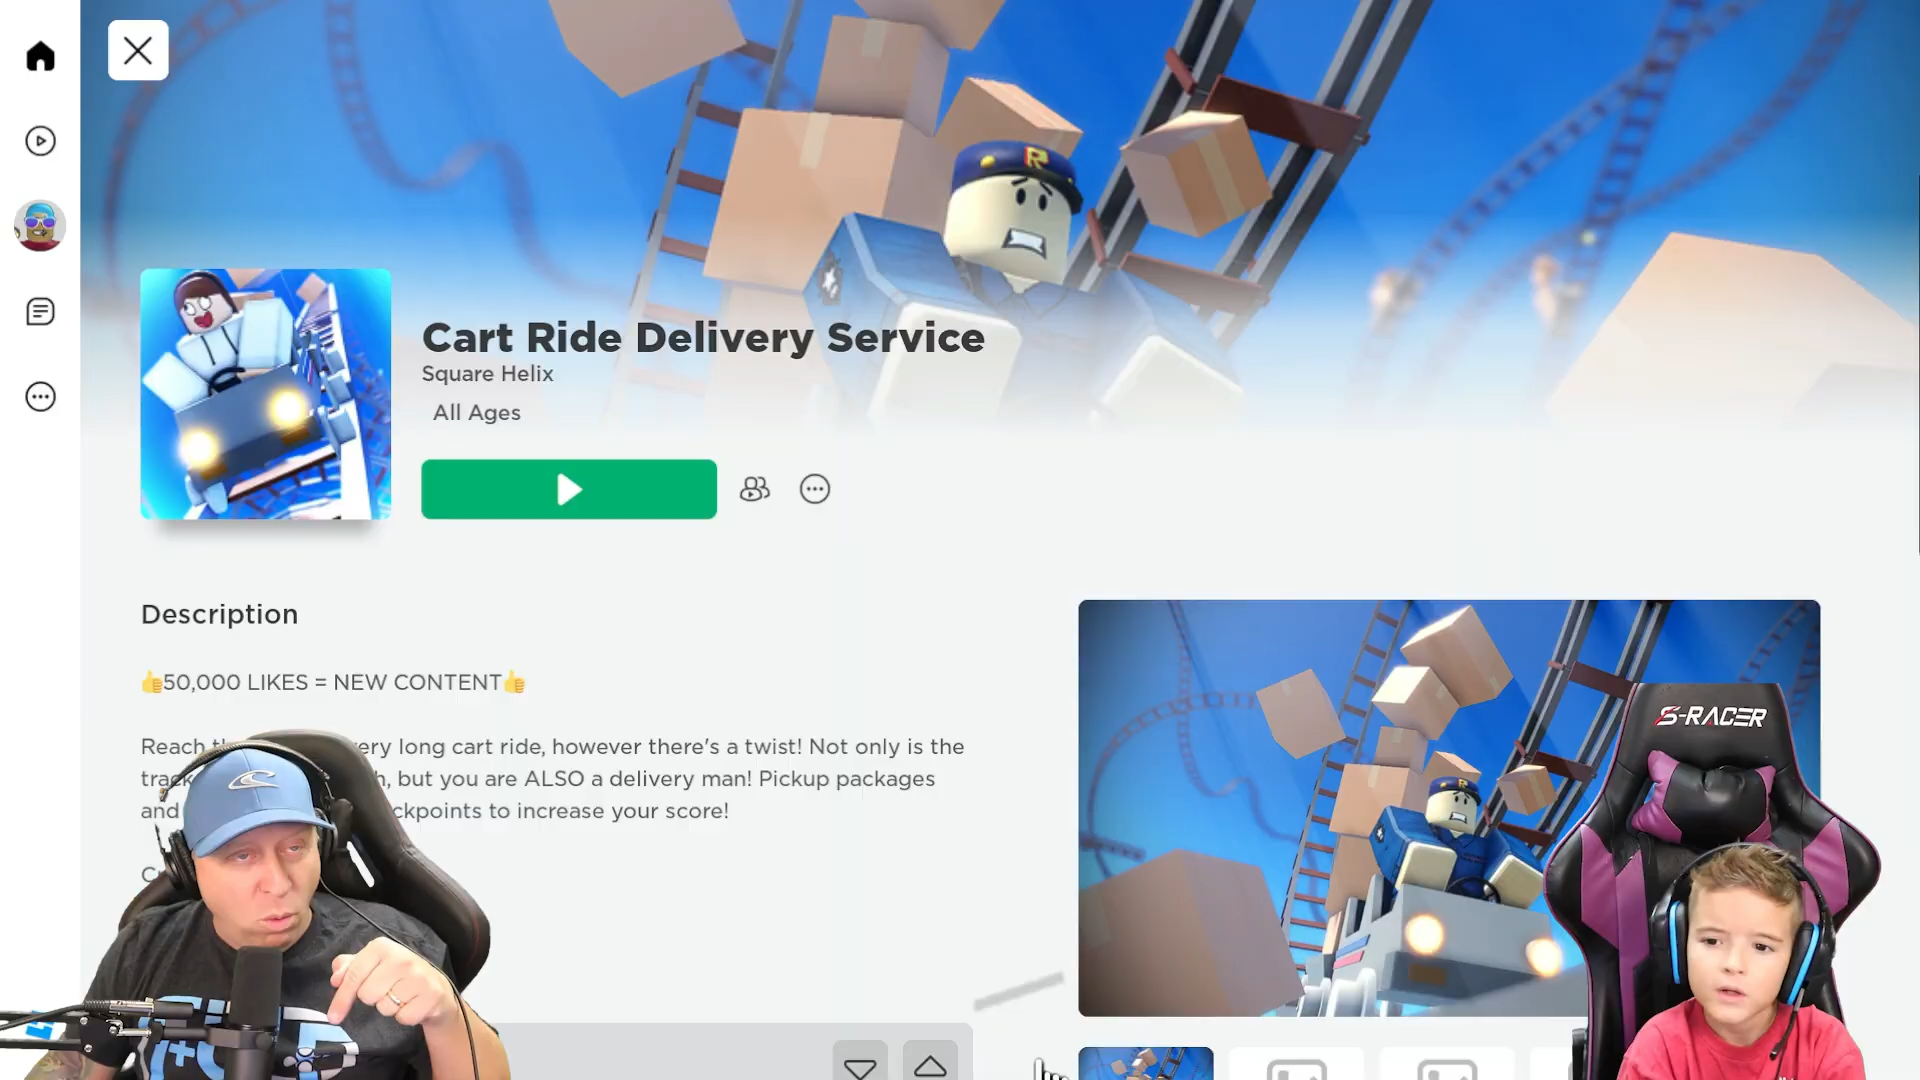 Cart Ride Delivery Service
Square Helix
All Ages
Description
👍50,000 LIKES = NEW CONTENT👍
Reach ery long cart ride, however there's a twist! Not only is the
track h, but you are ALSO a delivery man! Pickup packages
and ckpoints to increase your score!
S-RACER
R
R